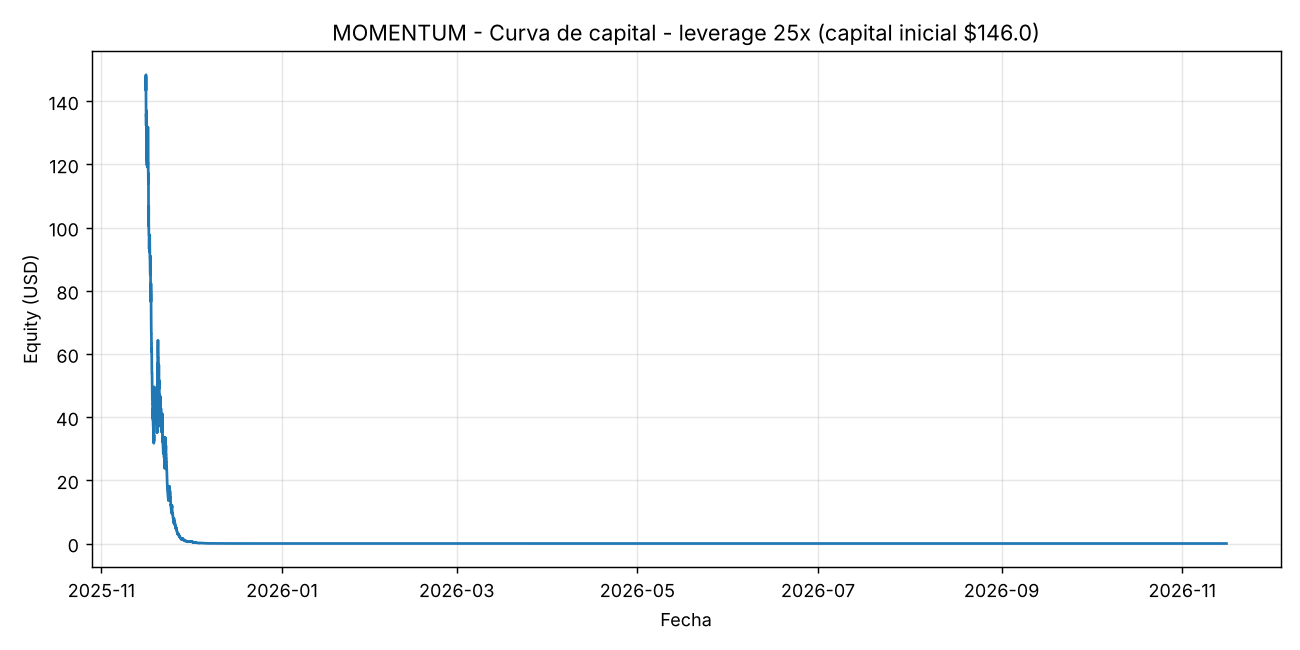 MOMENTUM - Curva de capital - leverage 25x (capital inicial $146.0)
Equity (USD)
140
120
100
80
60
40
20
0
2025-11 2026-01 2026-03 2026-05 2026-07 2026-09 2026-11
Fecha